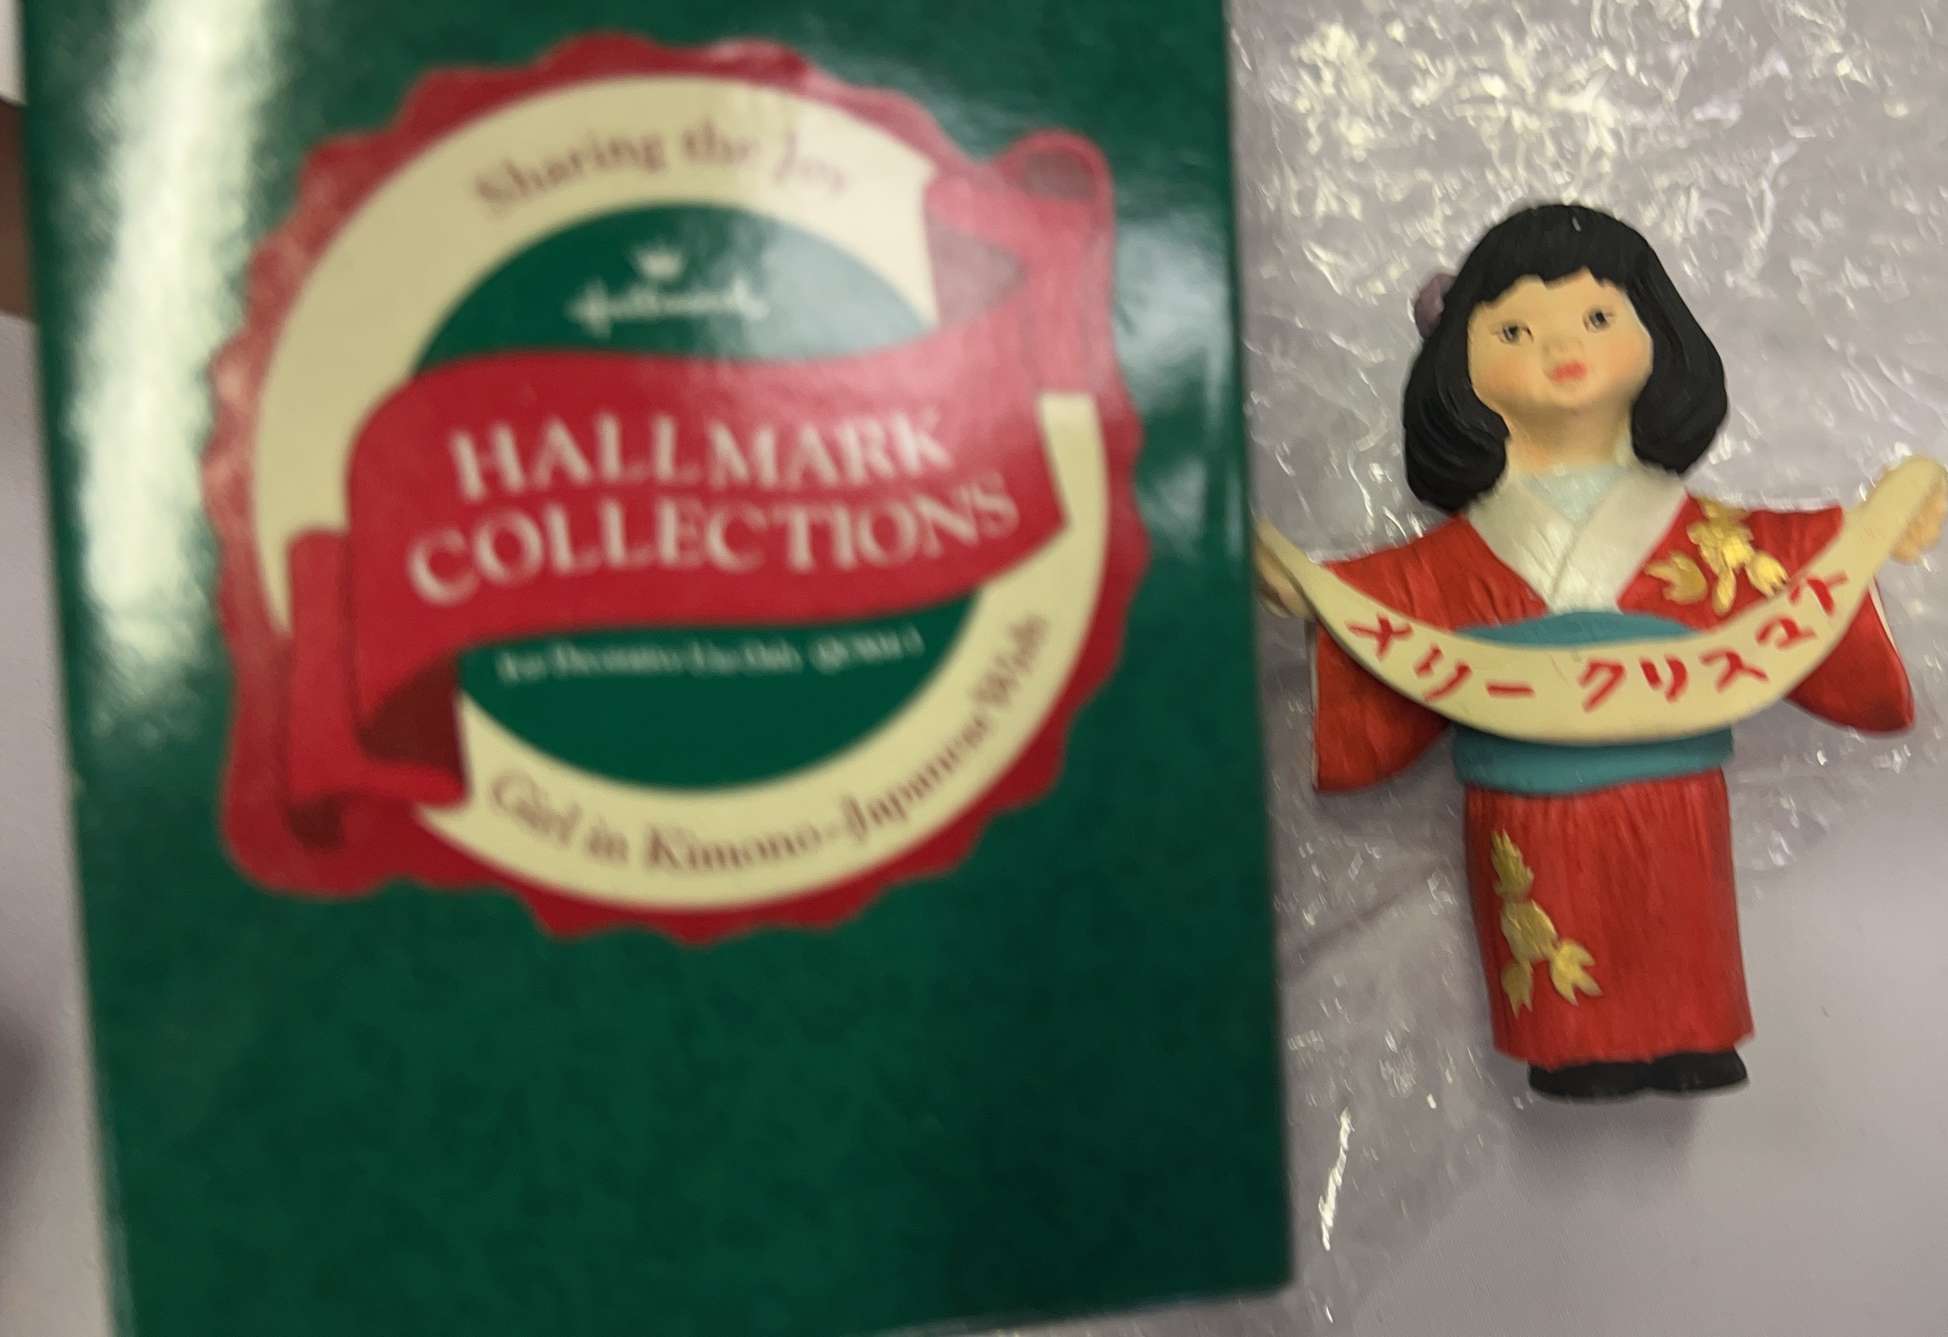 Sharing the Joy
Hallmark
HALLMARK
COLLECTIONS
Girl in Kimono–Japanese Wish
メリー クリスマス